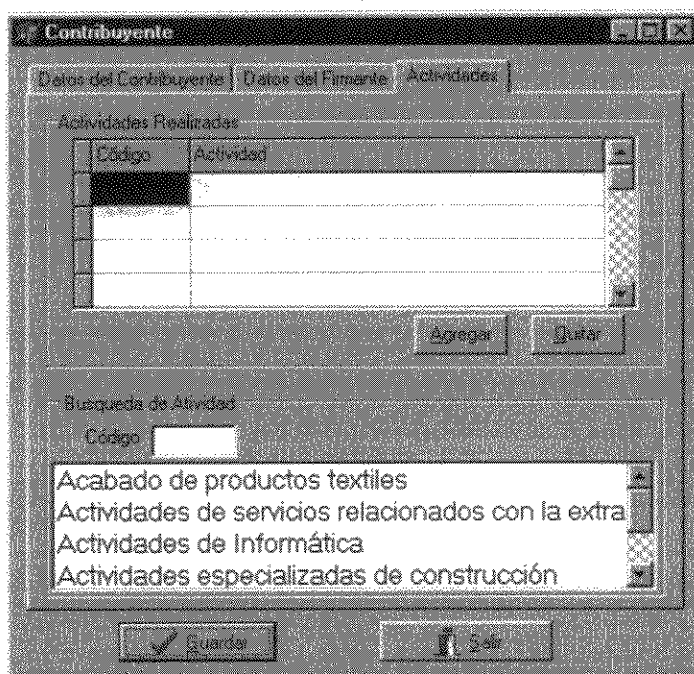 Contribuyente
Datos del Contribuyente Datos del Firmante Actividades
Actividades Realizadas
Código Actividad
Agregar Quitar
Busqueda de Atividad
Código
Acabado de productos textiles
Actividades de servicios relacionados con la extra
Actividades de Informática
Actividades especializadas de construcción
Guardar Salir